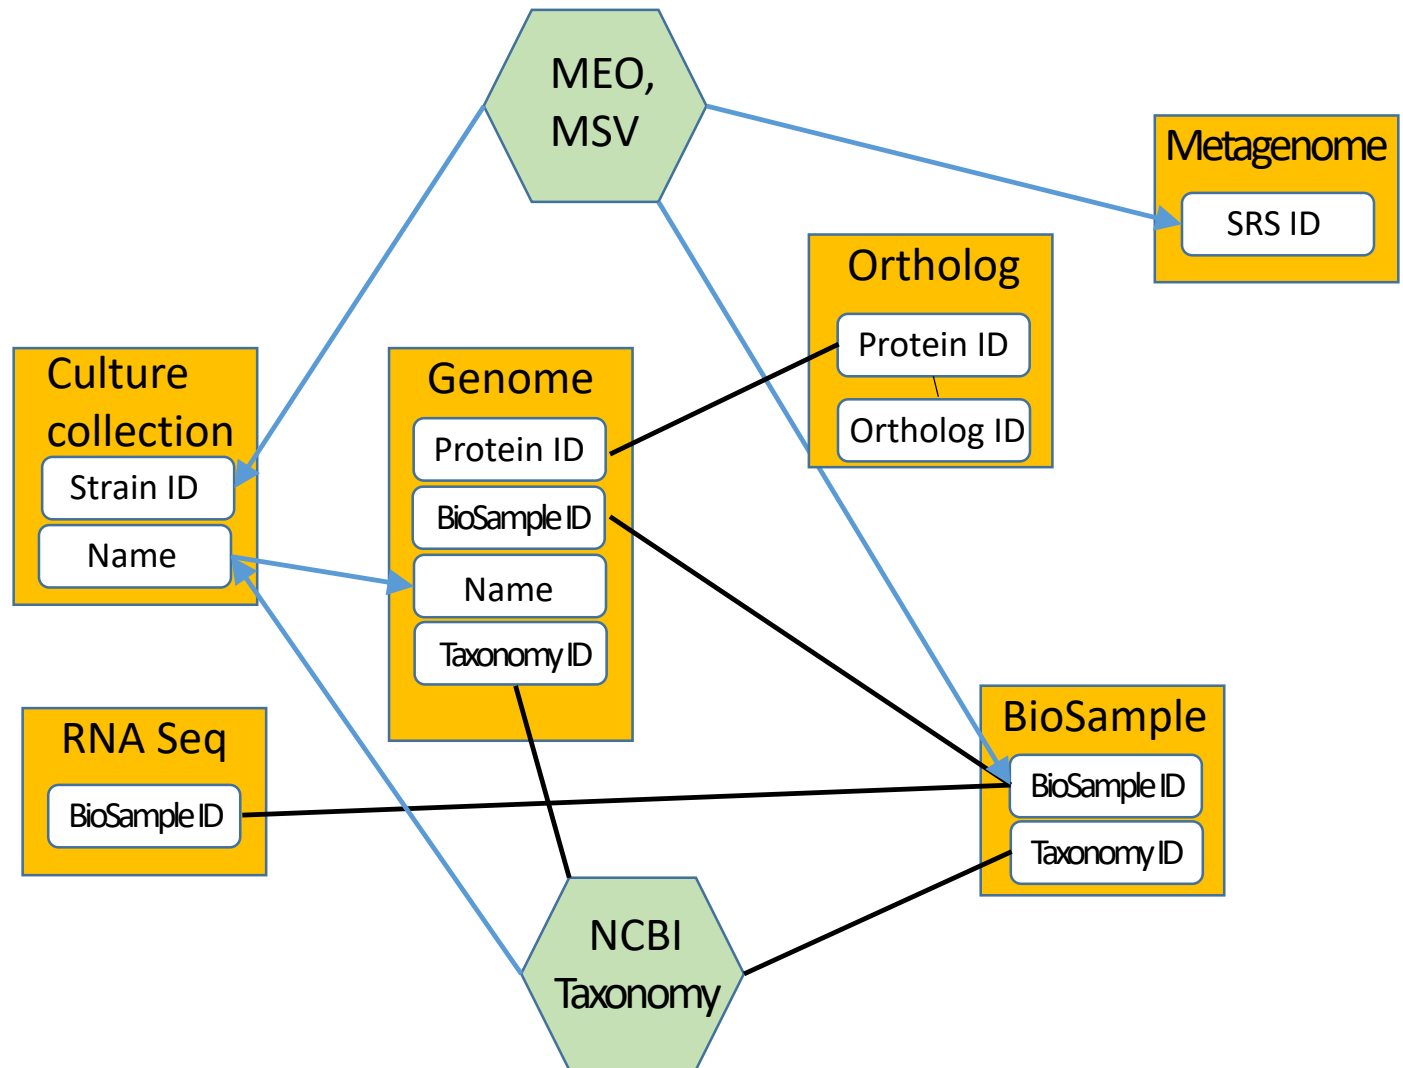 MEO,
MSV
Metagenome
SRS ID
Ortholog
Protein ID
Ortholog ID
Culture
collection
Strain ID
Name
Genome
Protein ID
BioSample ID
Name
Taxonomy ID
RNA Seq
BioSample ID
BioSample
BioSample ID
Taxonomy ID
NCBI
Taxonomy